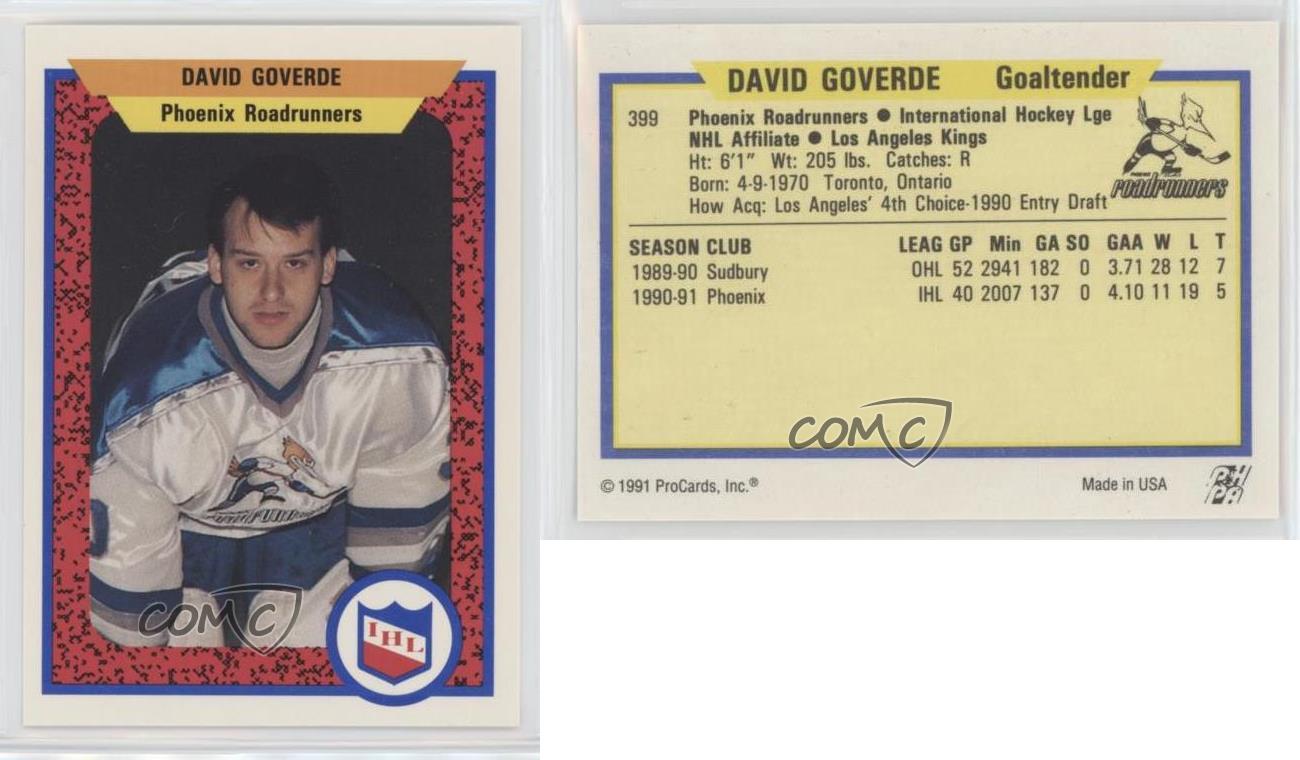 DAVID GOVERDE
Phoenix Roadrunners
IHL
COMC
DAVID GOVERDE Goaltender
399 Phoenix Roadrunners ● International Hockey Lge
NHL Affiliate ● Los Angeles Kings
Ht: 6'1" Wt: 205 lbs. Catches: R
Born: 4-9-1970 Toronto, Ontario
How Acq: Los Angeles' 4th Choice-1990 Entry Draft
PHOENIX
roadrunners
SEASON CLUB LEAG GP Min GA SO GAA W L T
1989-90 Sudbury OHL 52 2941 182 0 3.71 28 12 7
1990-91 Phoenix IHL 40 2007 137 0 4.10 11 19 5
COMC
© 1991 ProCards, Inc.® Made in USA PHPA